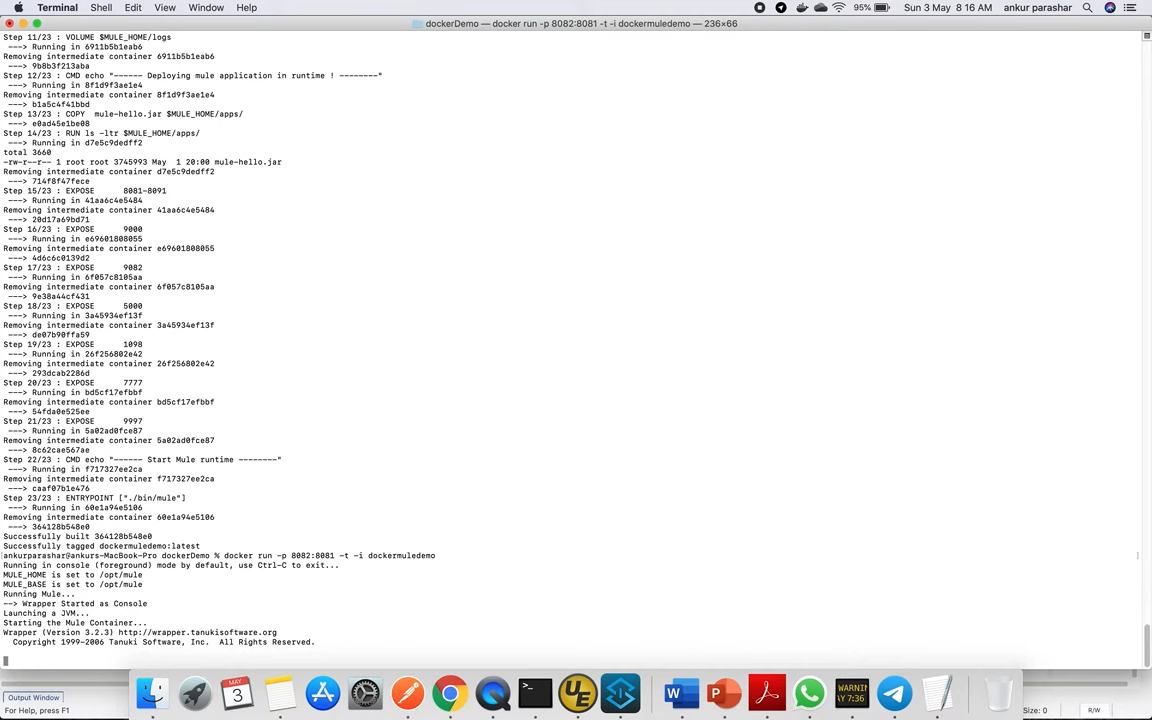 Terminal Shell Edit View Window Help 95% Sun 3 May 8:16 AM ankur parashar
dockerDemo — docker run -p 8082:8081 -t -i dockermuledemo — 236×66
Step 11/23 : VOLUME $MULE_HOME/logs
---> Running in 6911b5b1eab6
Removing intermediate container 6911b5b1eab6
---> 9b8b3f213aba
Step 12/23 : CMD echo "------ Deploying mule application in runtime ! --------"
---> Running in 8f1d9f3ae1e4
Removing intermediate container 8f1d9f3ae1e4
---> b1a5c4f41bbd
Step 13/23 : COPY  mule-hello.jar $MULE_HOME/apps/
---> e0ad45e1be08
Step 14/23 : RUN ls -ltr $MULE_HOME/apps/
---> Running in d7e5c9dedff2
total 3660
-rw-r--r-- 1 root root 3745993 May  1 20:00 mule-hello.jar
Removing intermediate container d7e5c9dedff2
---> 714f8f47fece
Step 15/23 : EXPOSE      8081-8091
---> Running in 41aa6c4e5484
Removing intermediate container 41aa6c4e5484
---> 20d17a69bd71
Step 16/23 : EXPOSE      9000
---> Running in e69601808055
Removing intermediate container e69601808055
---> 4d6c6c0139d2
Step 17/23 : EXPOSE      9082
---> Running in 6f057c8105aa
Removing intermediate container 6f057c8105aa
---> 9e38a44cf431
Step 18/23 : EXPOSE      5000
---> Running in 3a45934ef13f
Removing intermediate container 3a45934ef13f
---> de07b90ffa59
Step 19/23 : EXPOSE      1098
---> Running in 26f256802e42
Removing intermediate container 26f256802e42
---> 293dcab2286d
Step 20/23 : EXPOSE      7777
---> Running in bd5cf17efbbf
Removing intermediate container bd5cf17efbbf
---> 54fda0e525ee
Step 21/23 : EXPOSE      9997
---> Running in 5a02ad0fce87
Removing intermediate container 5a02ad0fce87
---> 8c62cae567ae
Step 22/23 : CMD echo "------ Start Mule runtime --------"
---> Running in f717327ee2ca
Removing intermediate container f717327ee2ca
---> caaf07b1e476
Step 23/23 : ENTRYPOINT ["./bin/mule"]
---> Running in 60e1a94e5106
Removing intermediate container 60e1a94e5106
---> 364128b548e0
Successfully built 364128b548e0
Successfully tagged dockermuledemo:latest
ankurparashar@ankurs-MacBook-Pro dockerDemo % docker run -p 8082:8081 -t -i dockermuledemo
Running in console (foreground) mode by default, use Ctrl-C to exit...
MULE_HOME is set to /opt/mule
MULE_BASE is set to /opt/mule
Running Mule...
--> Wrapper Started as Console
Launching a JVM...
Starting the Mule Container...
Wrapper (Version 3.2.3) http://wrapper.tanukisoftware.org
Copyright 1999-2006 Tanuki Software, Inc.  All Rights Reserved.
MAY
3
>_
UE
W
P
WARNIN
Y 7:36
Output Window
For Help, press F1
Size: 0
R/W